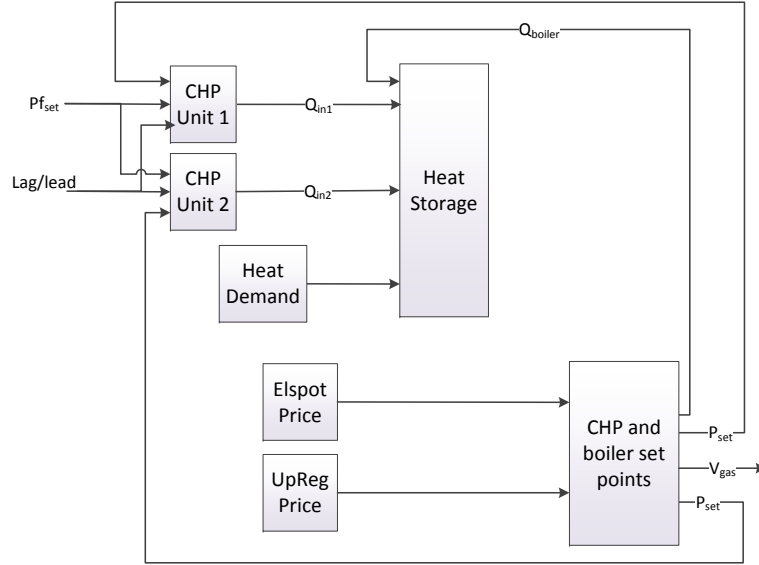 Q_boiler
CHP
Unit 1
Pf_set
Q_in1
CHP
Unit 2
Lag/lead
Q_in2
Heat
Storage
Heat
Demand
Elspot
Price
CHP and
boiler set
points
P_set
V_gas
UpReg
Price
P_set